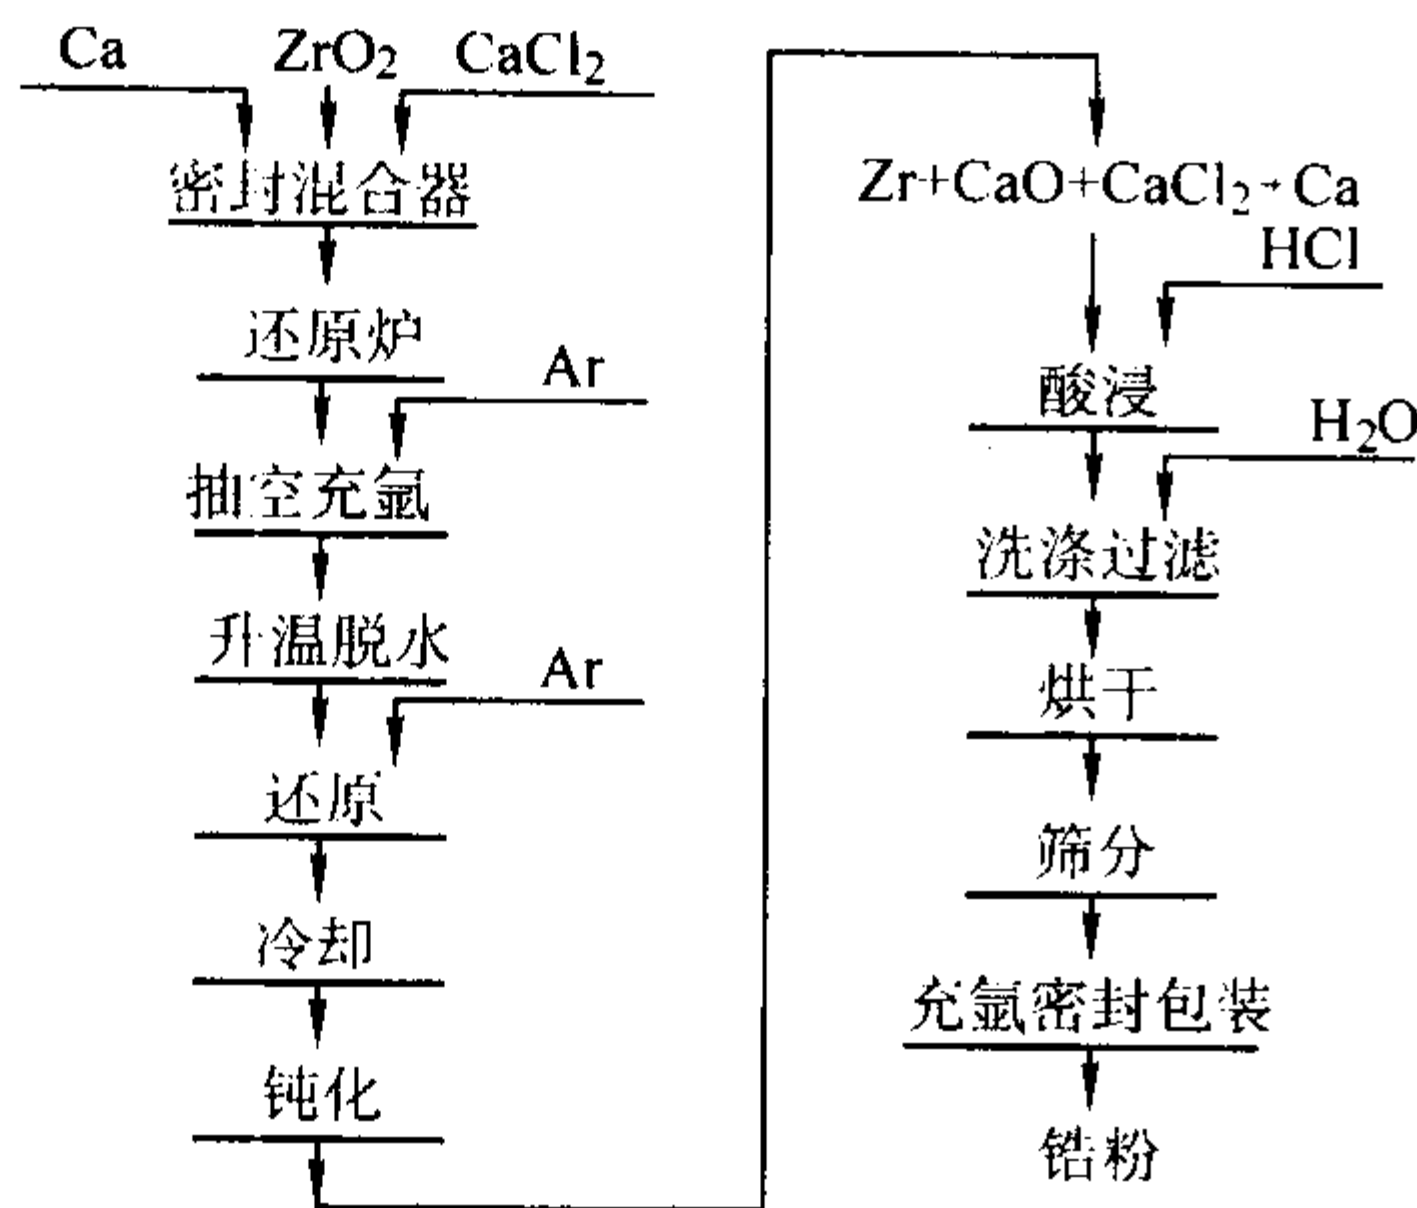 Ca ZrO₂ CaCl₂
密封混合器
还原炉
Ar
抽空充氩
升温脱水
Ar
还原
冷却
钝化
Zr+CaO+CaCl₂+Ca
HCl
酸浸
H₂O
洗涤过滤
烘干
筛分
充氩密封包装
锆粉